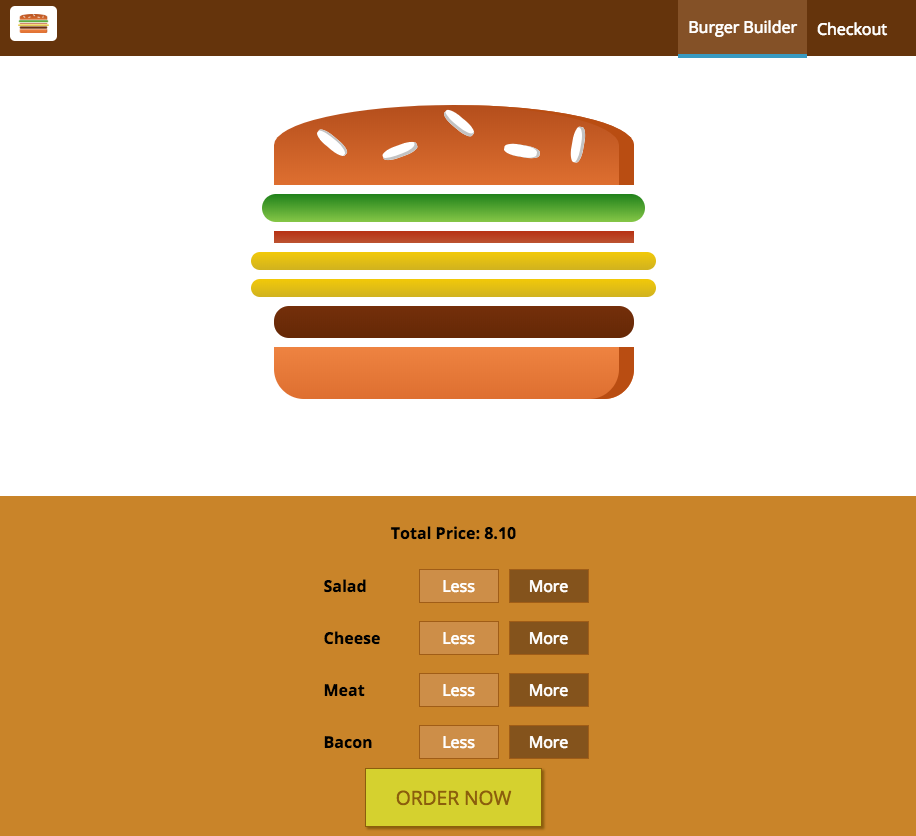 Burger Builder
Checkout
Total Price: 8.10
Salad Less More
Cheese Less More
Meat Less More
Bacon Less More
ORDER NOW